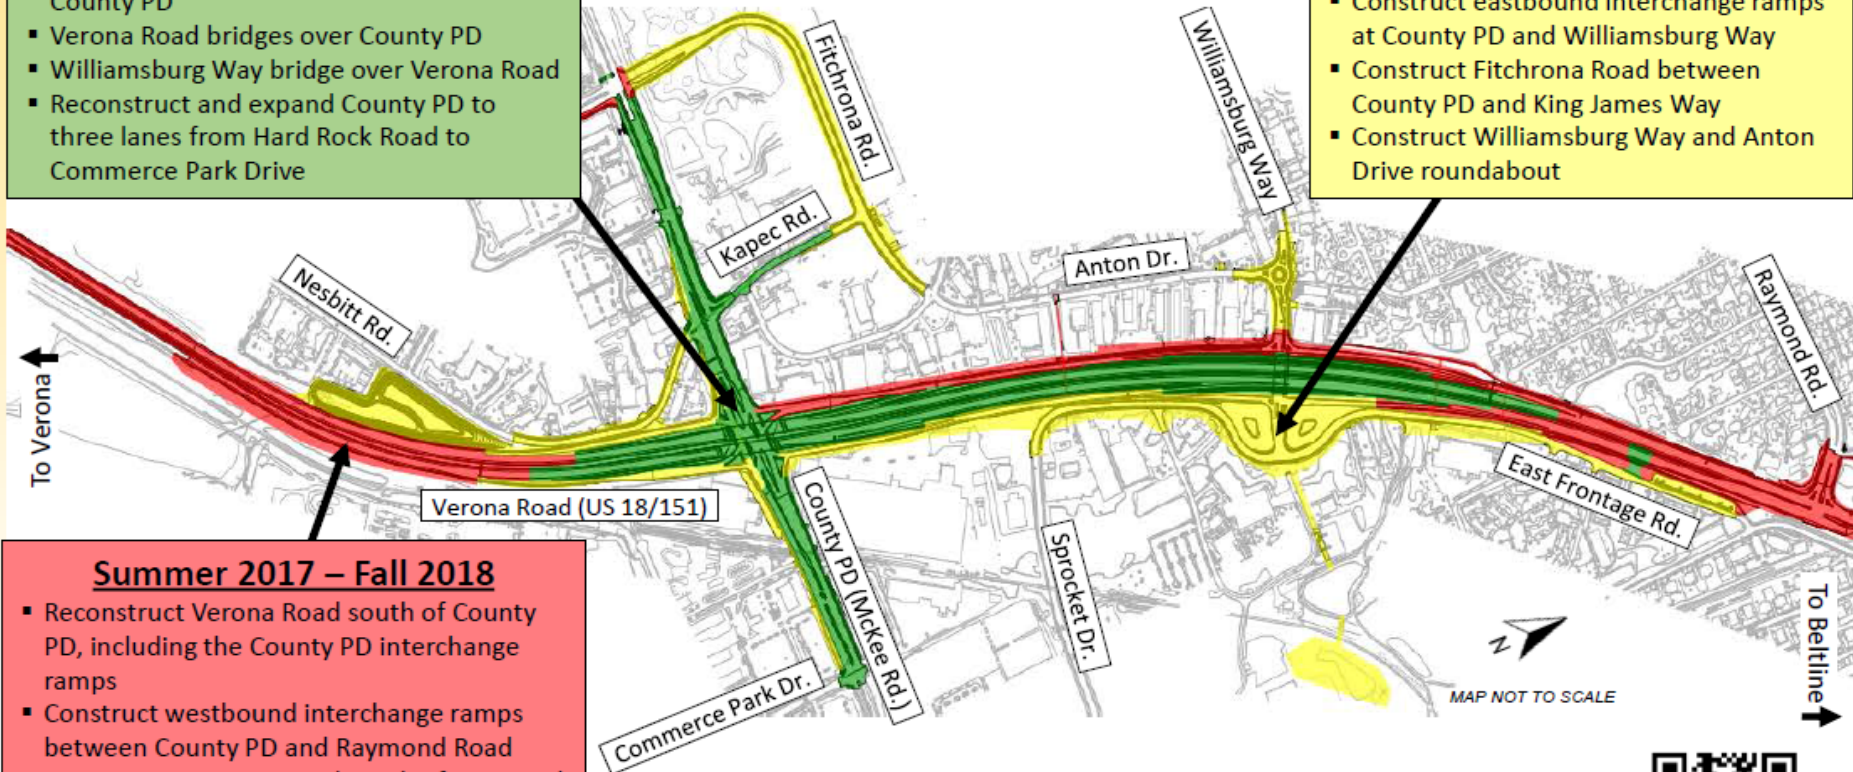 County PD
▪ Verona Road bridges over County PD
▪ Williamsburg Way bridge over Verona Road
▪ Reconstruct and expand County PD to
three lanes from Hard Rock Road to
Commerce Park Drive
▪ Construct eastbound interchange ramps
at County PD and Williamsburg Way
▪ Construct Fitchrona Road between
County PD and King James Way
▪ Construct Williamsburg Way and Anton
Drive roundabout
Fitchrona Rd.
Williamsburg Way
Kapec Rd.
Anton Dr.
Nesbitt Rd.
Raymond Rd.
To Verona
Verona Road (US 18/151)
County PD (McKee Rd.)
East Frontage Rd.
Sprocket Dr.
Commerce Park Dr.
N
MAP NOT TO SCALE
To Beltline
Summer 2017 – Fall 2018
▪ Reconstruct Verona Road south of County
PD, including the County PD interchange
ramps
▪ Construct westbound interchange ramps
between County PD and Raymond Road